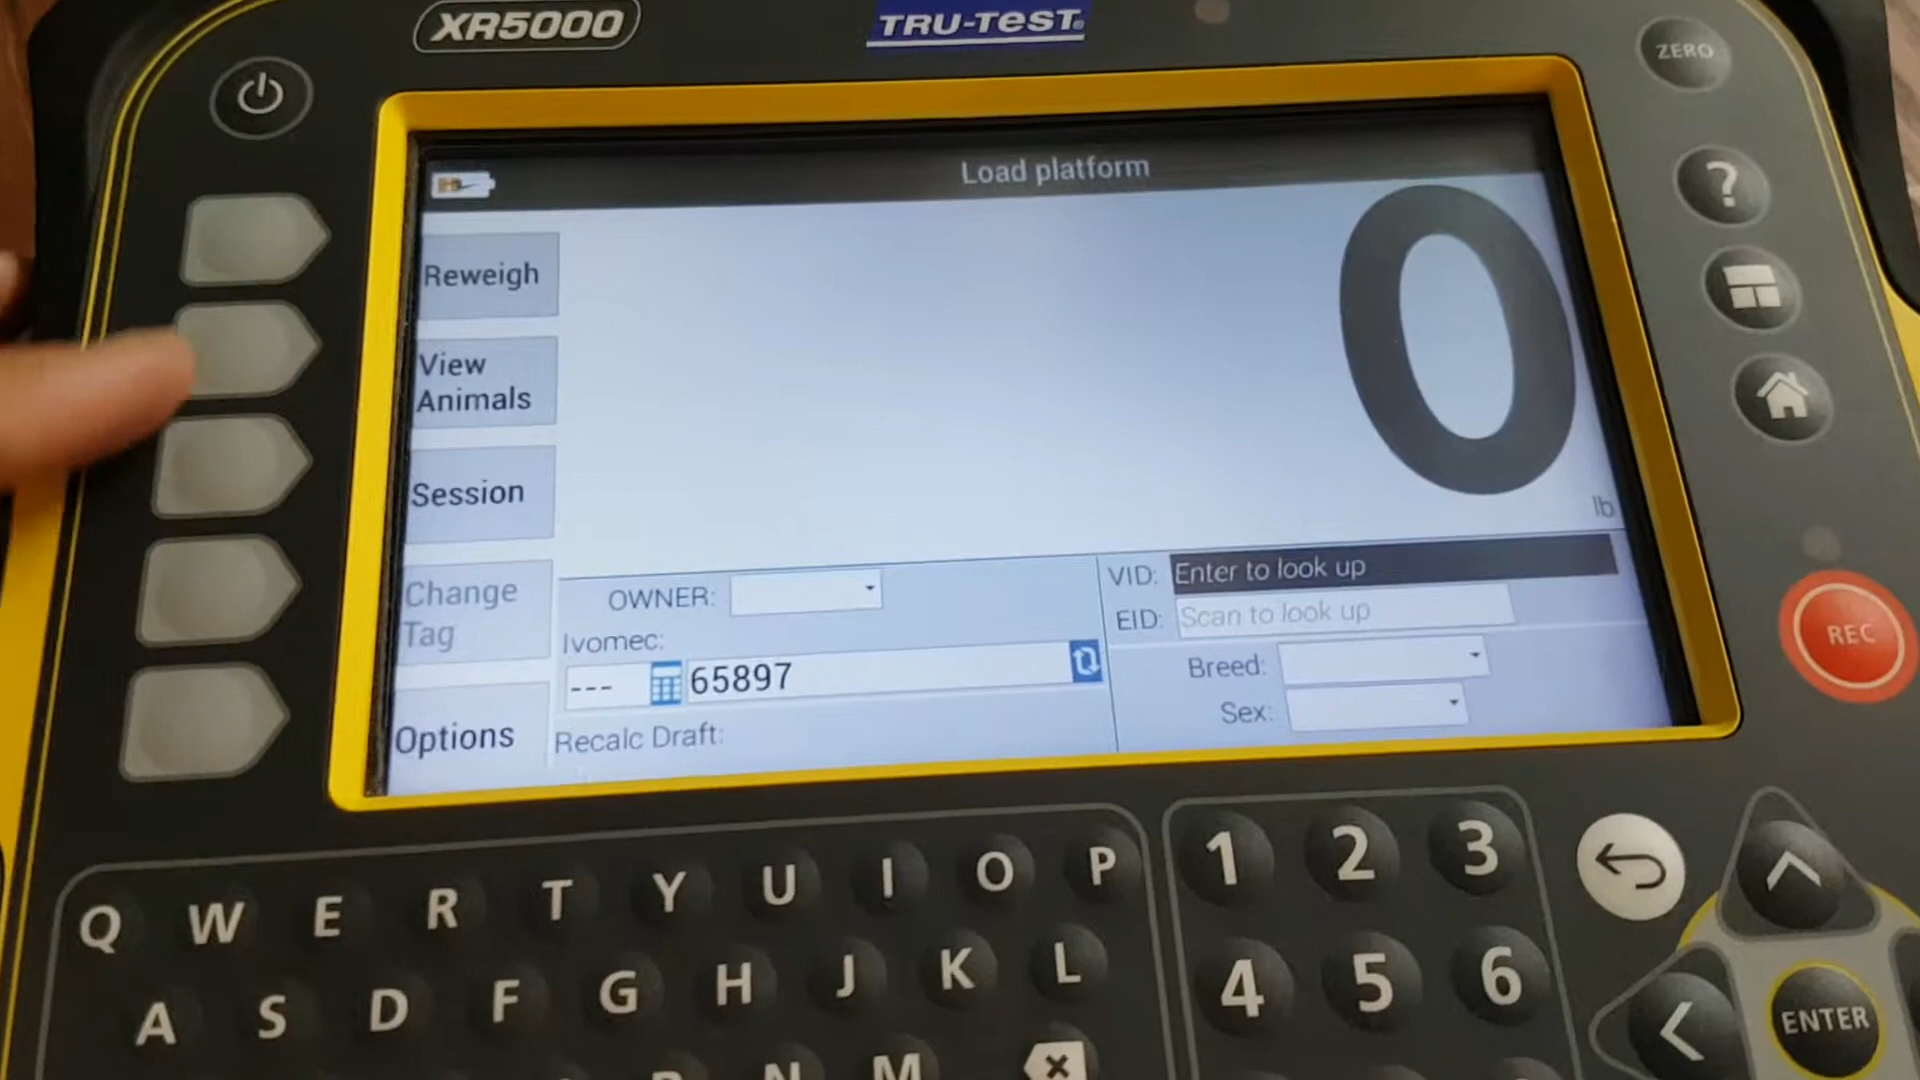 XR5000
TRU-TEST
ZERO
Load platform
?
Reweigh
0
View
Animals
Session
lb
Change
Tag
OWNER:
VID: Enter to look up
EID: Scan to look up
Ivomec:
--- 65897
Breed:
REC
Sex:
Options
Recalc Draft:
Q W E R T Y U I O P
1 2 3
A S D F G H J K L
4 5 6
ENTER
N M